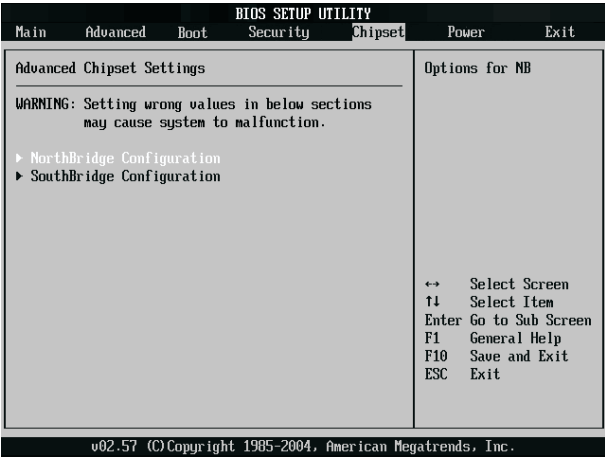 BIOS SETUP UTILITY
Main Advanced Boot Security Chipset Power Exit
Advanced Chipset Settings
WARNING: Setting wrong values in below sections
may cause system to malfunction.
▶ NorthBridge Configuration
▶ SouthBridge Configuration
Options for NB
↔ Select Screen
↑↓ Select Item
Enter Go to Sub Screen
F1 General Help
F10 Save and Exit
ESC Exit
v02.57 (C)Copyright 1985-2004, American Megatrends, Inc.